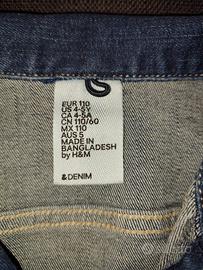 EUR 110
US 4-5Y
CA 4-5A
CN 110/60
MX 110
AUS 5
MADE IN
BANGLADESH
by H&M
&DENIM